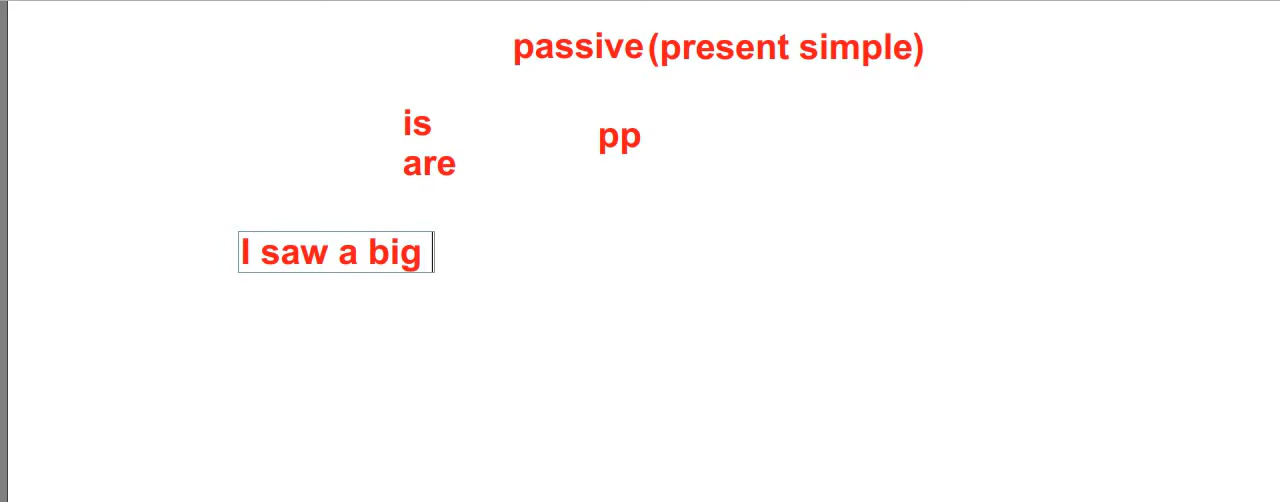 passive (present simple)
is
are
pp
I saw a big